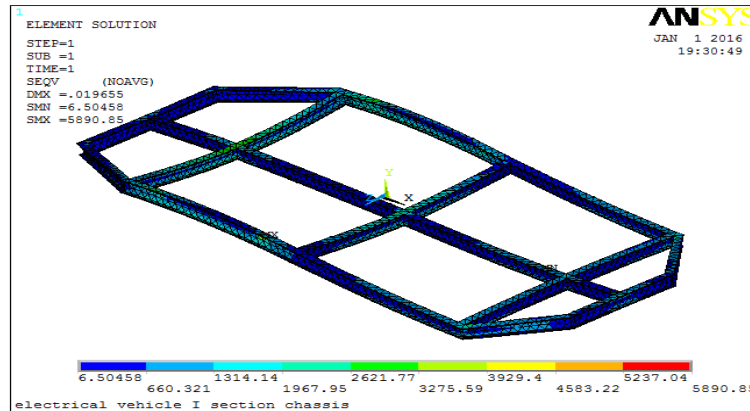 1
ELEMENT SOLUTION
STEP=1
SUB =1
TIME=1
SEQV (NOAVG)
DMX =.019655
SMN =6.50458
SMX =5890.85
ANSYS
JAN 1 2016
19:30:49
Y
X
MX
MN
6.50458 1314.14 2621.77 3929.4 5237.04
660.321 1967.95 3275.59 4583.22 5890.85
electrical vehicle I section chassis